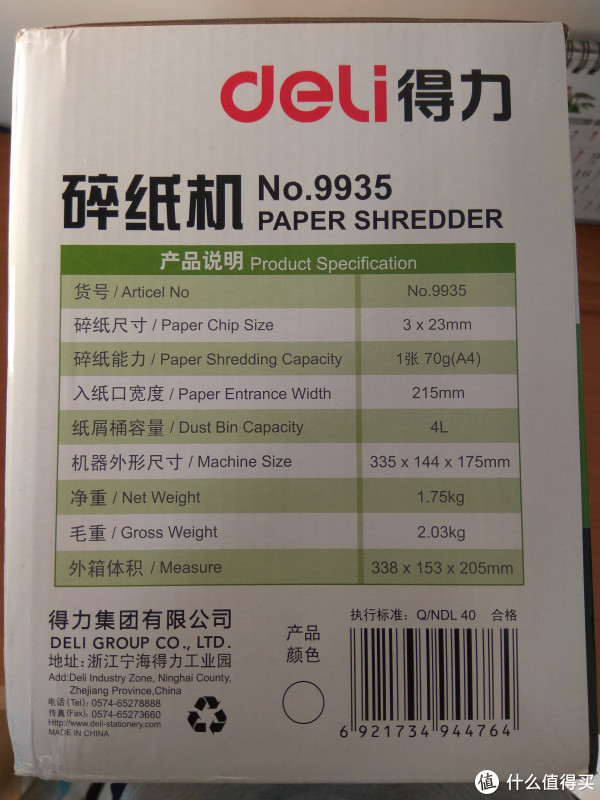 deli得力
碎纸机 No.9935
PAPER SHREDDER
产品说明 Product Specification
货号 / Articel No No.9935
碎纸尺寸 / Paper Chip Size 3 x 23mm
碎纸能力 / Paper Shredding Capacity 1张 70g(A4)
入纸口宽度 / Paper Entrance Width 215mm
纸屑桶容量 / Dust Bin Capacity 4L
机器外形尺寸 / Machine Size 335 x 144 x 175mm
净重 / Net Weight 1.75kg
毛重 / Gross Weight 2.03kg
外箱体积 / Measure 338 x 153 x 205mm
得力集团有限公司
DELI GROUP CO., LTD.
地址: 浙江宁海得力工业园
Add:Deli Industry Zone, Ninghai County,
Zhejiang Province,China
电话(Tel): 0574-65278888
传真(Fax): 0574-65273660
Http://www.deli-stationery.com
MADE IN CHINA
产品
颜色
执行标准: Q/NDL 40 合格
6 921734 944764
值 什么值得买